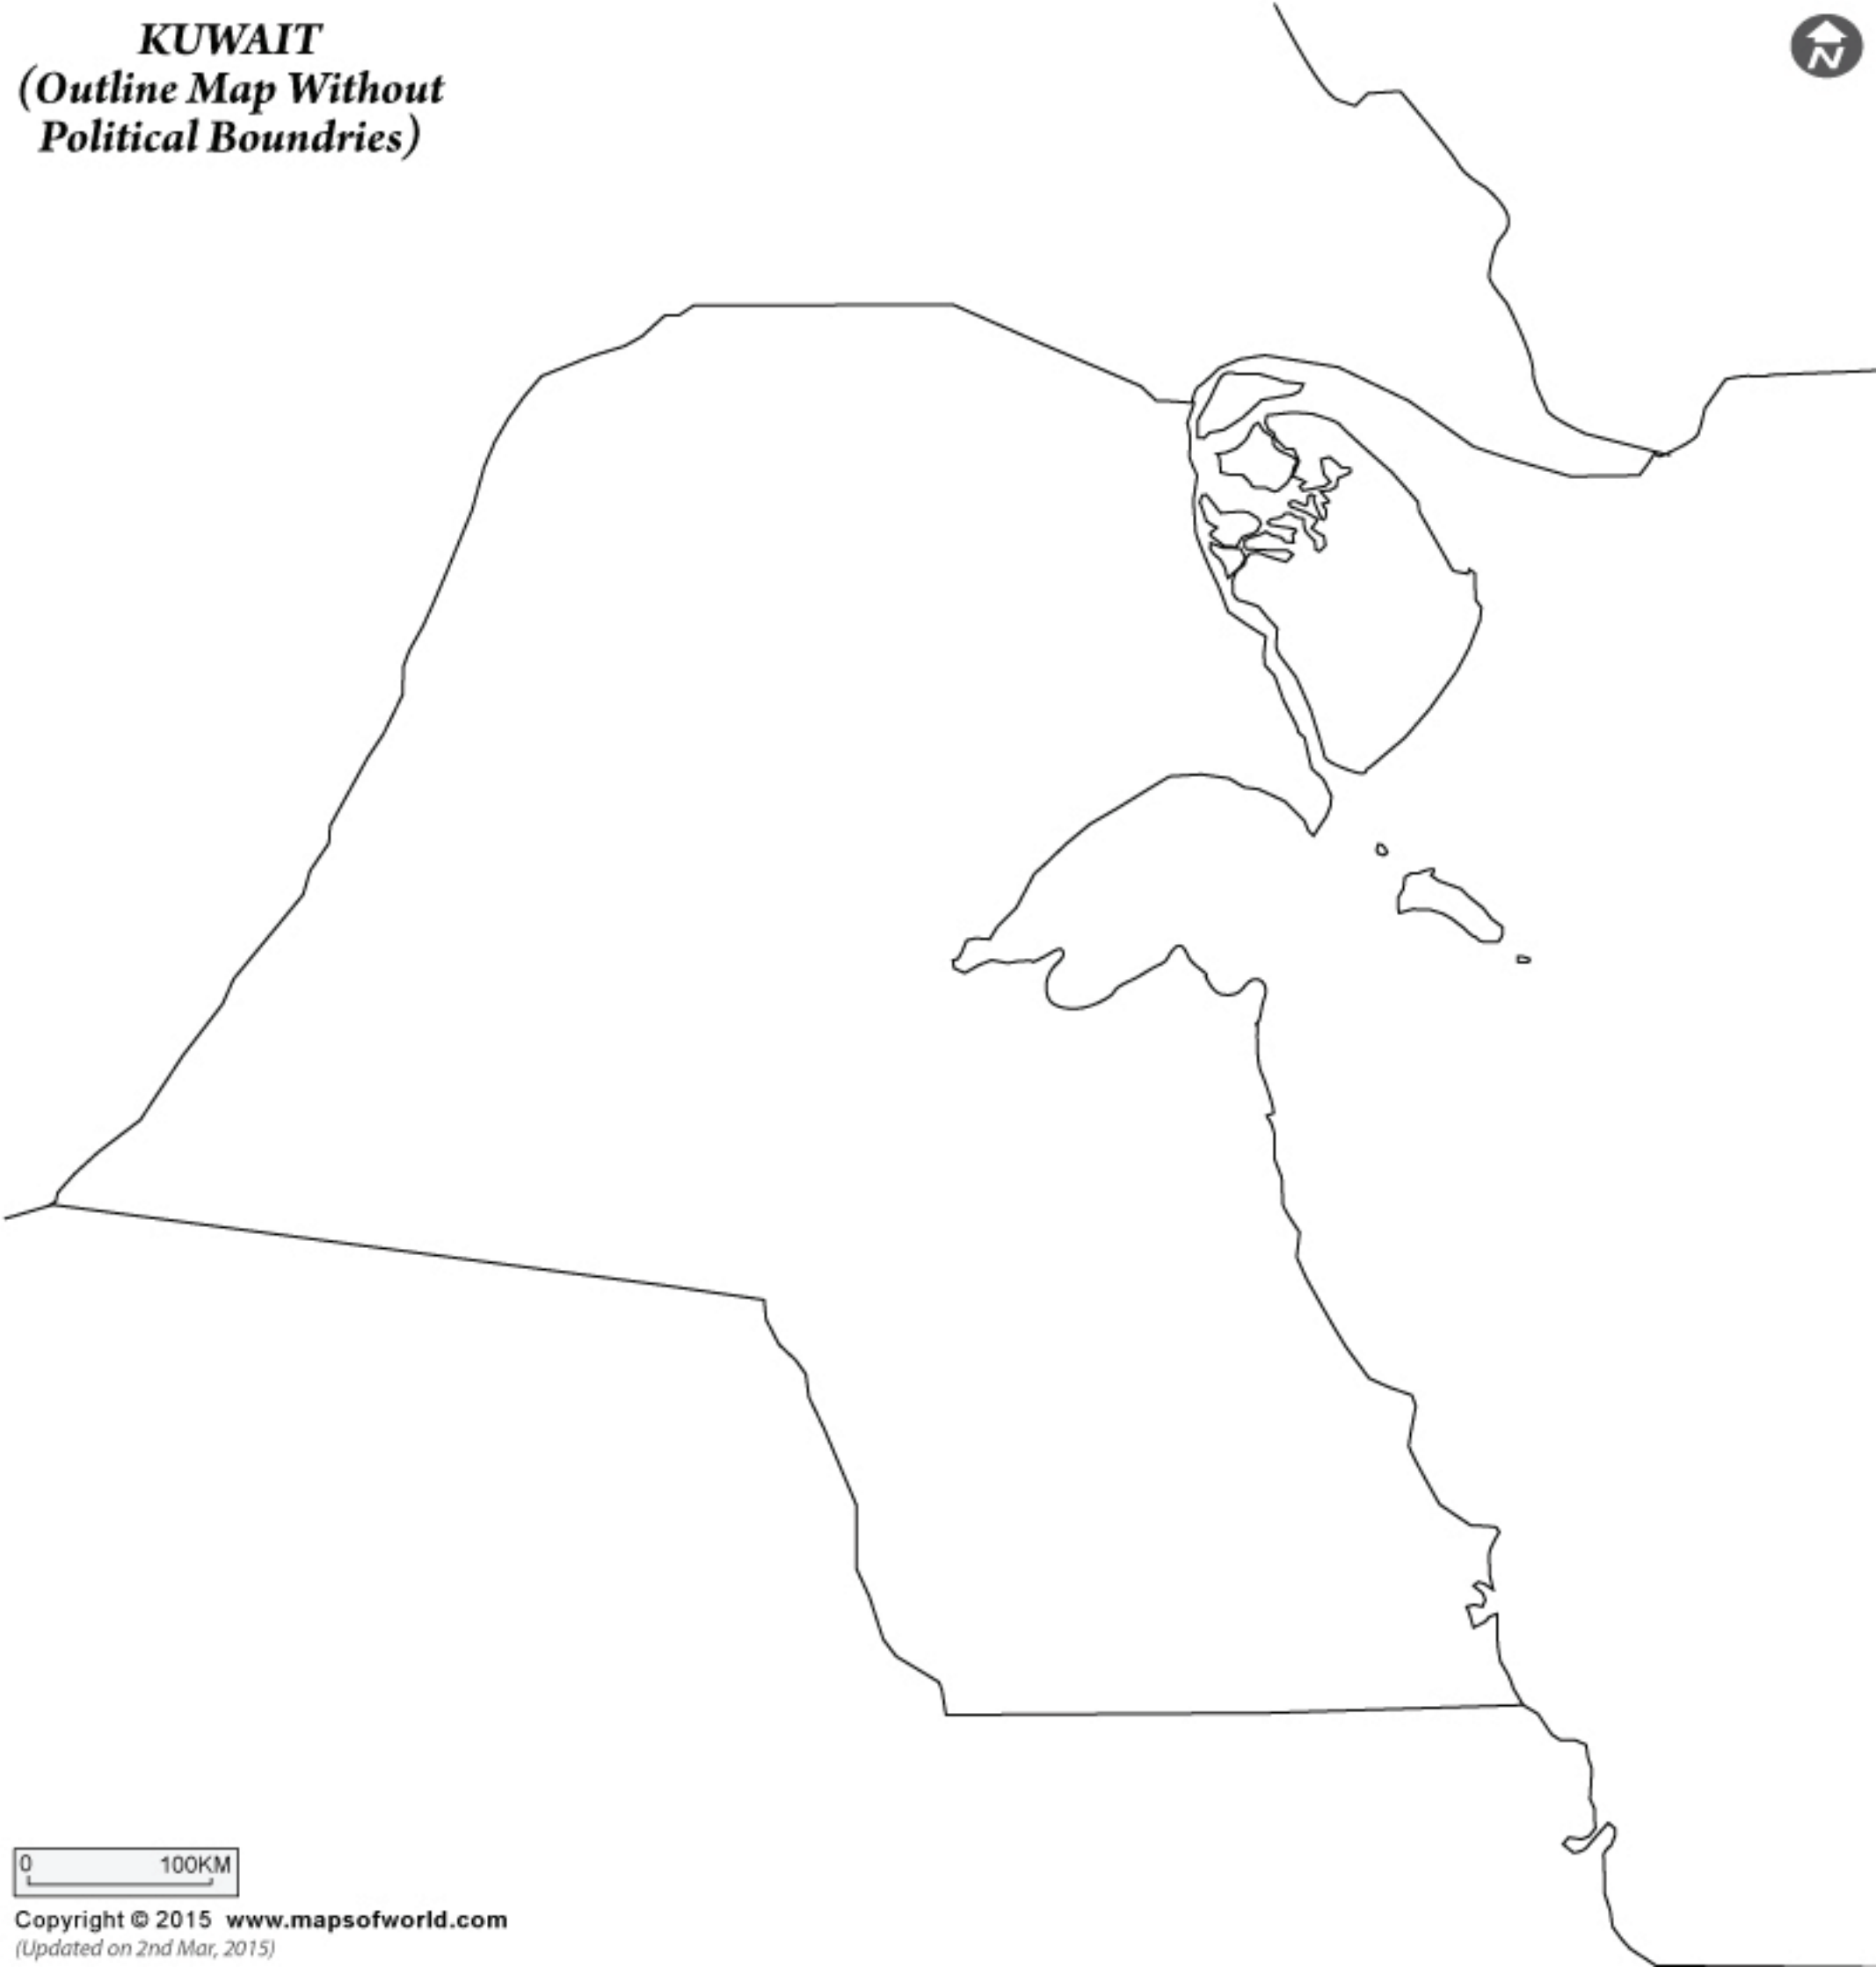 KUWAIT
(Outline Map Without
Political Boundries)
N
0 100KM
Copyright © 2015 www.mapsofworld.com
(Updated on 2nd Mar, 2015)